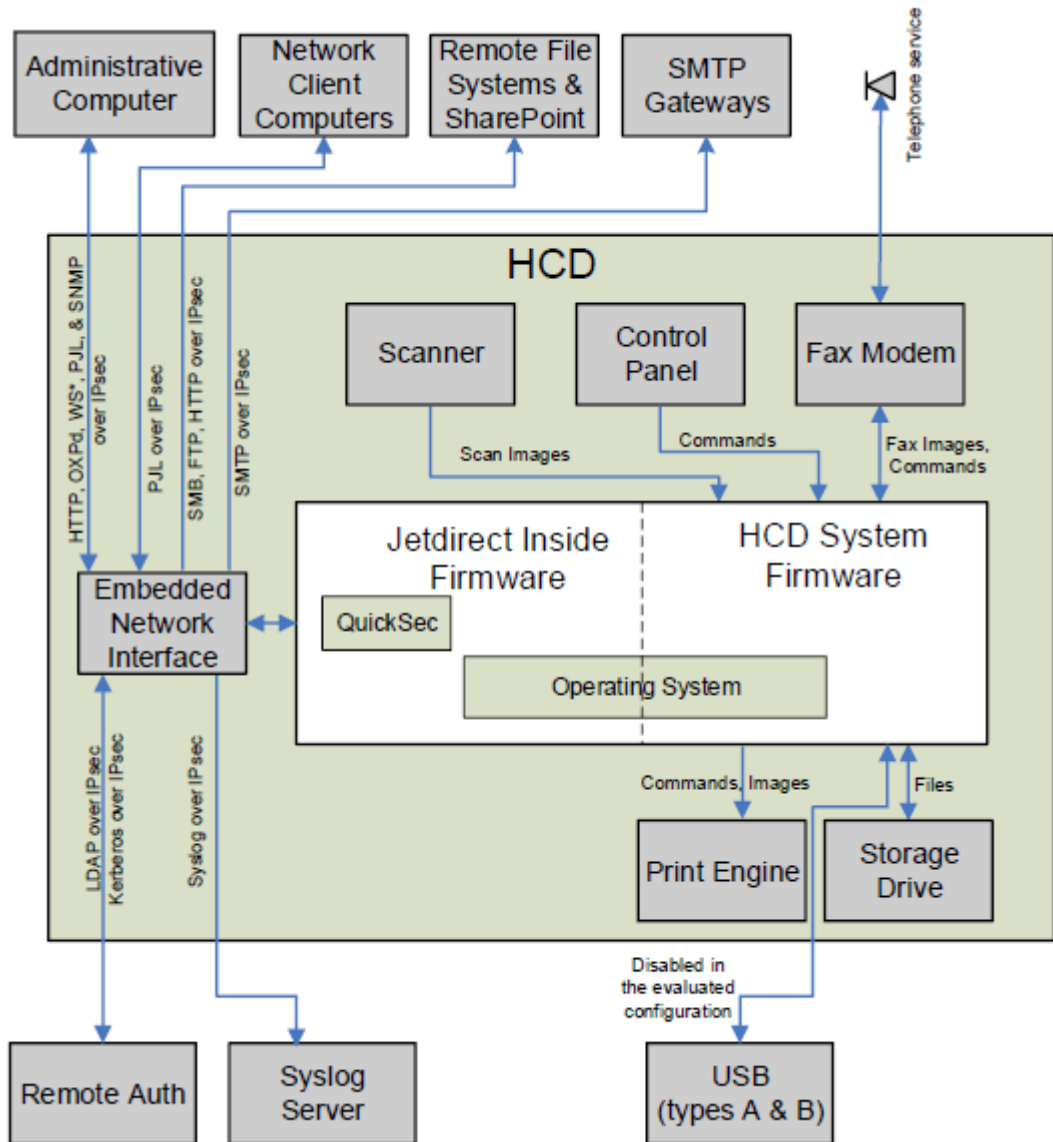 Administrative
Computer
Network
Client
Computers
Remote File
Systems &
SharePoint
SMTP
Gateways
Telephone service
HCD
HTTP, OXPd, WS*, PJL, & SNMP
over IPsec
PJL over IPsec
SMB, FTP, HTTP over IPsec
SMTP over IPsec
Scanner
Control
Panel
Fax Modem
Scan Images
Commands
Fax Images,
Commands
Jetdirect Inside
Firmware
HCD System
Firmware
Embedded
Network
Interface
QuickSec
Operating System
LDAP over IPsec
Kerberos over IPsec
Syslog over IPsec
Commands, Images
Files
Print Engine
Storage
Drive
Disabled in
the evaluated
configuration
Remote Auth
Syslog
Server
USB
(types A & B)